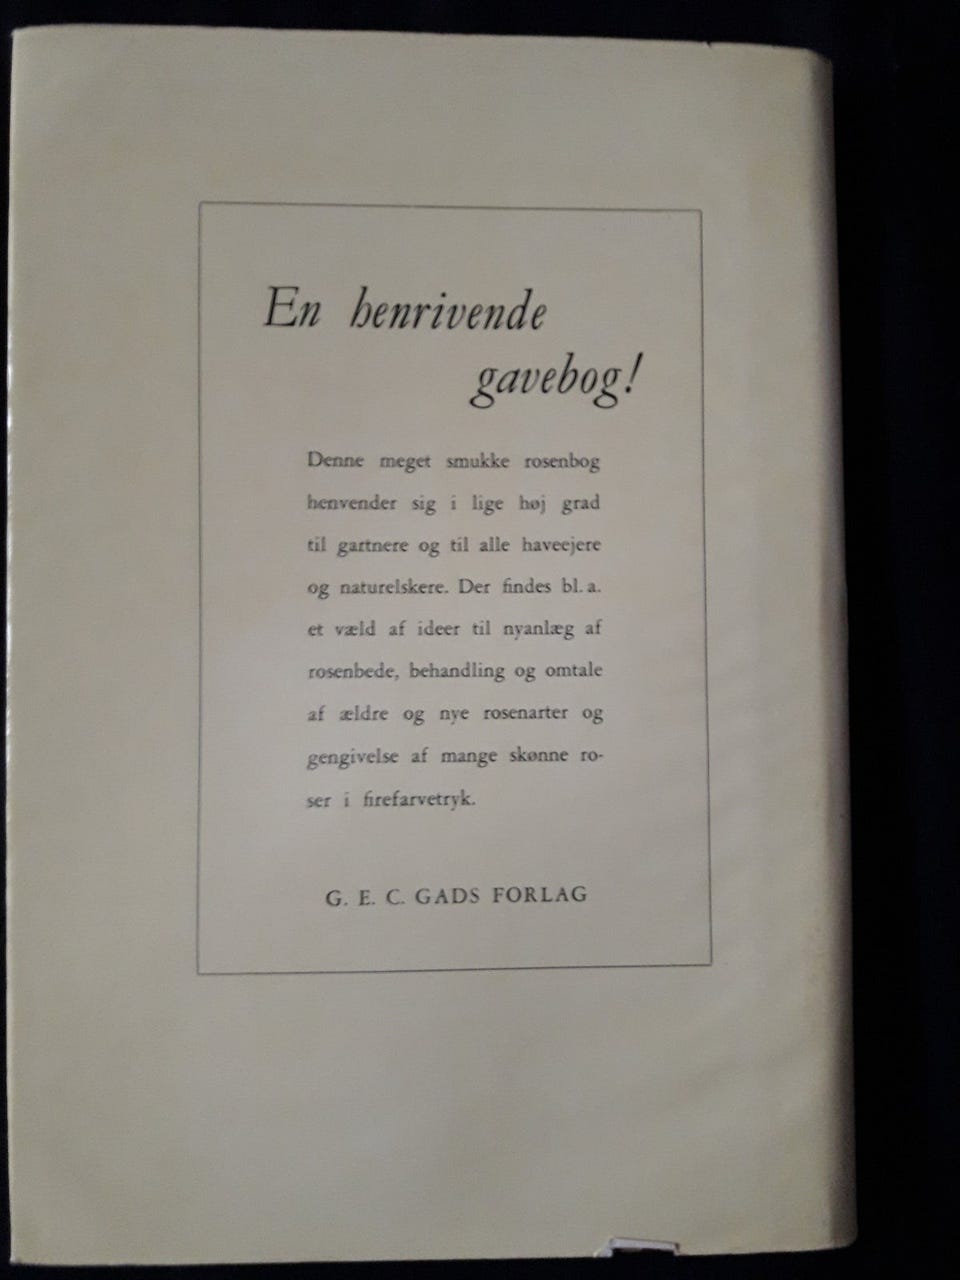 En henrivende
gavebog!
Denne meget smukke rosenbog
henvender sig i lige høj grad
til gartnere og til alle haveejere
og naturelskere. Der findes bl. a.
et væld af ideer til nyanlæg af
rosenbede, behandling og omtale
af ældre og nye rosenarter og
gengivelse af mange skønne ro-
ser i firefarvetryk.
G. E. C. GADS FORLAG